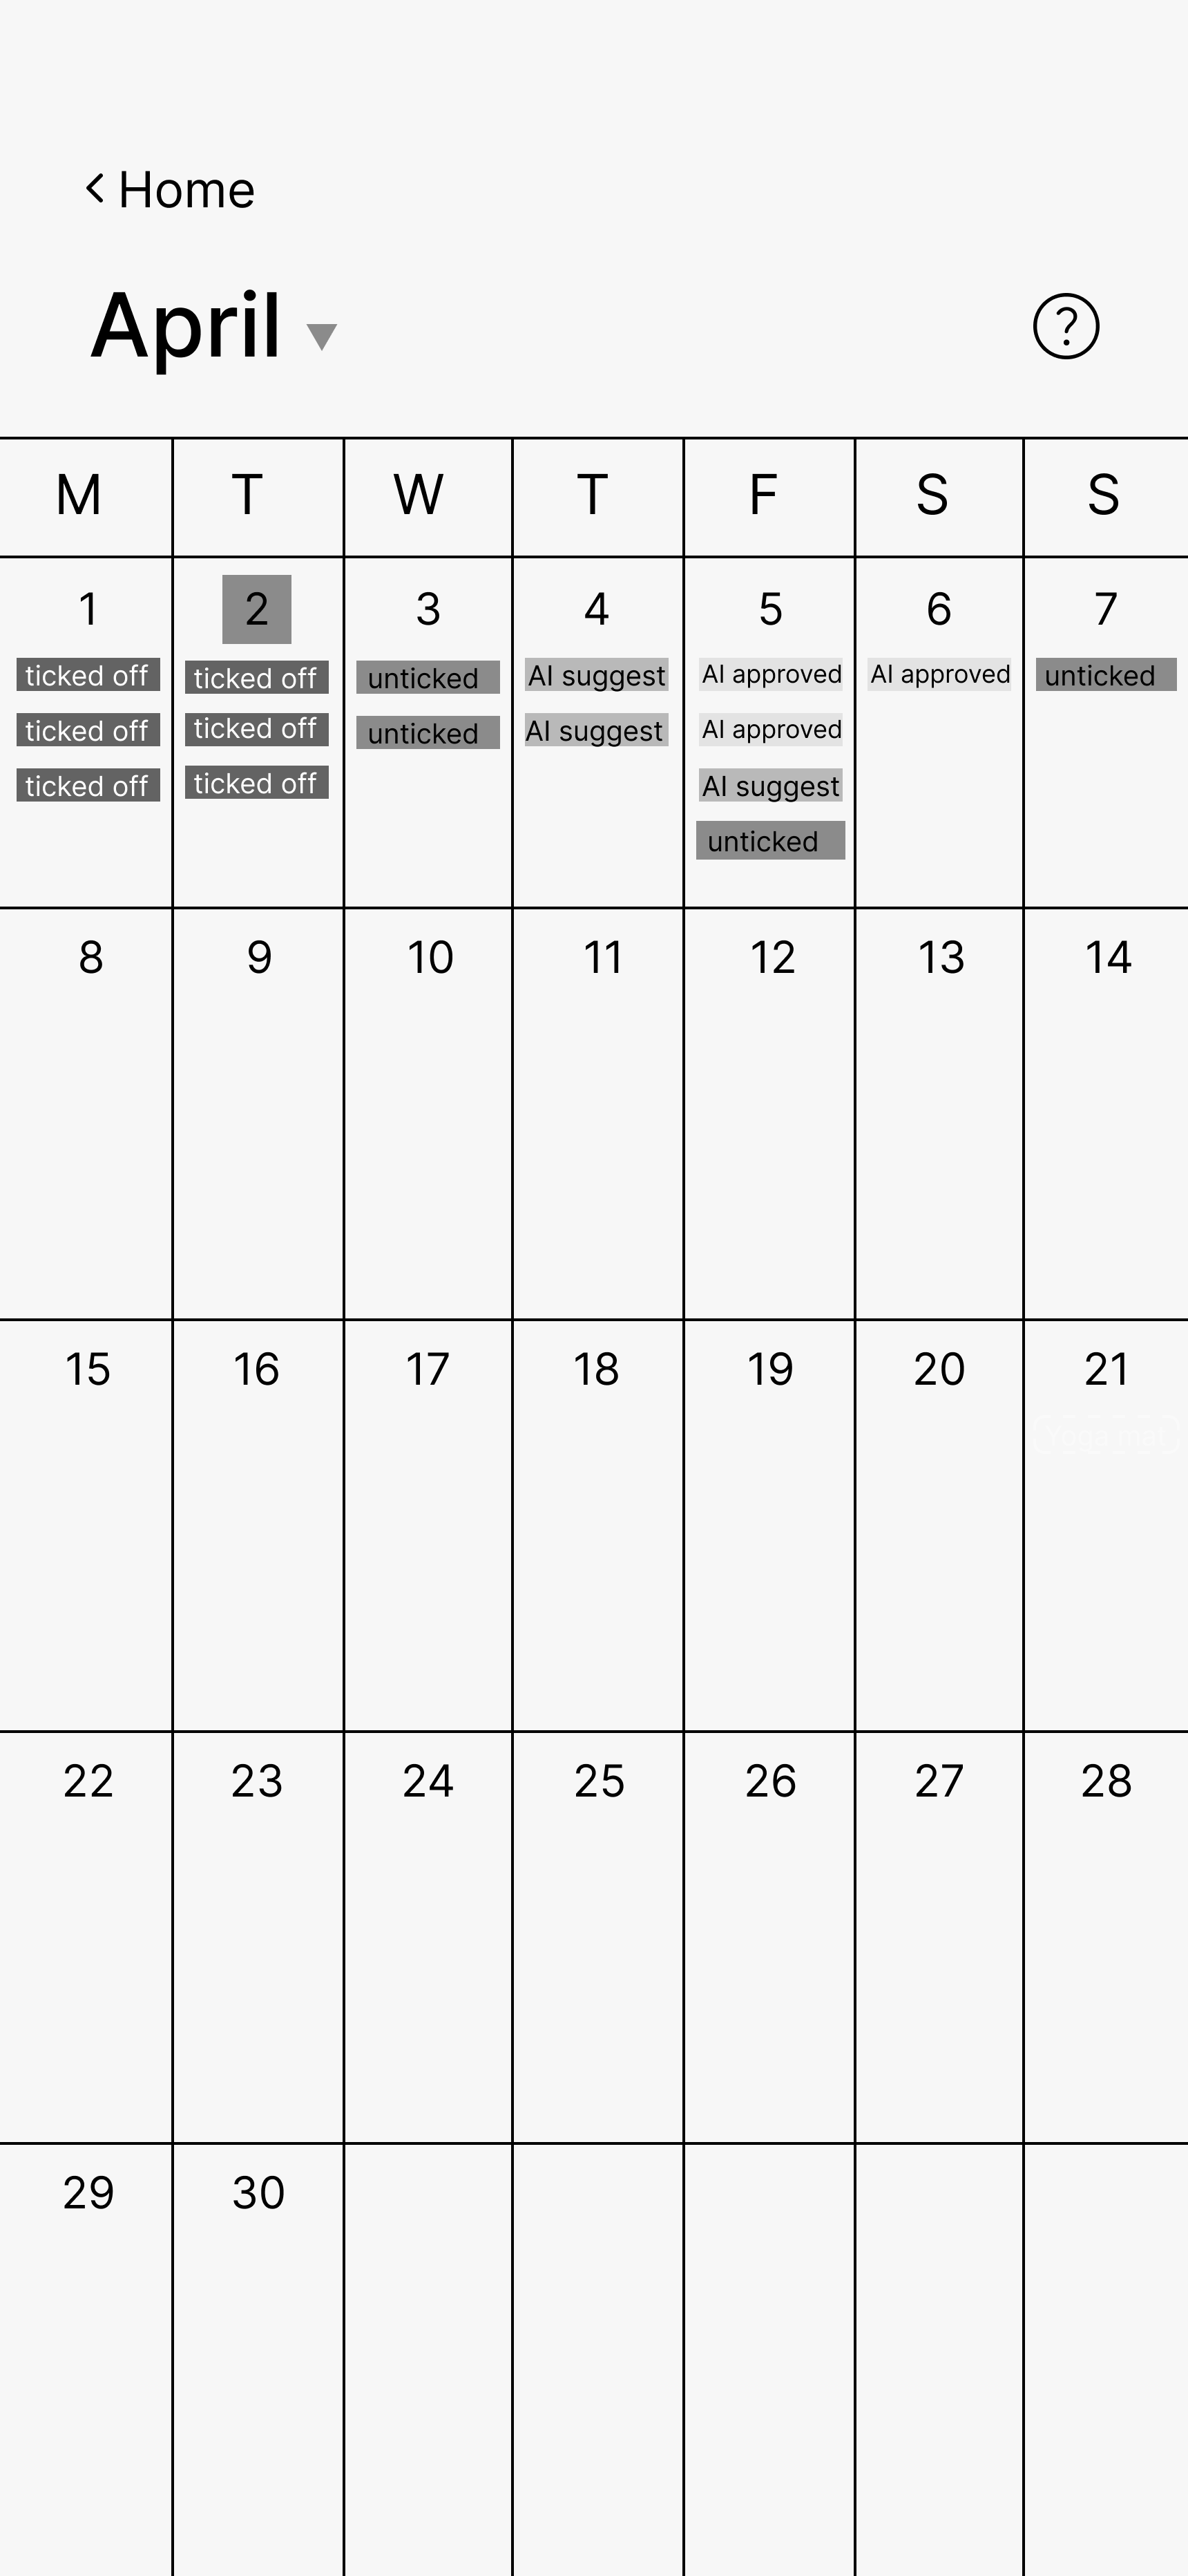 Home
April
?
M T W T F S S
1 2 3 4 5 6 7
ticked off ticked off unticked AI suggest AI approved AI approved unticked
ticked off ticked off unticked AI suggest AI approved
ticked off ticked off AI suggest
unticked
8 9 10 11 12 13 14
15 16 17 18 19 20 21
Yoga mat
22 23 24 25 26 27 28
29 30